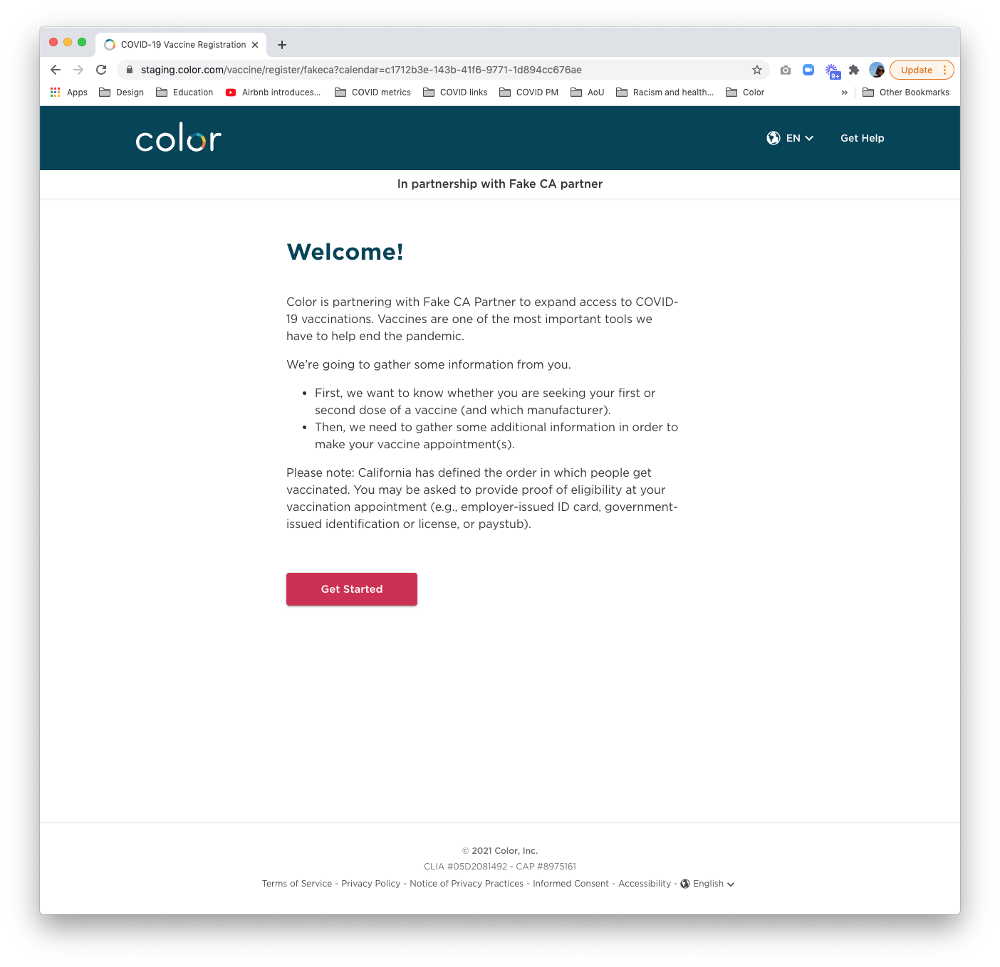 COVID-19 Vaccine Registration
staging.color.com/vaccine/register/fakeca?calendar=c1712b3e-143b-41f6-9771-1d894cc676ae
9+
Update
Apps Design Education Airbnb introduces... COVID metrics COVID links COVID PM AoU Racism and health... Color » Other Bookmarks
color EN Get Help
In partnership with Fake CA partner
Welcome!
Color is partnering with Fake CA Partner to expand access to COVID-
19 vaccinations. Vaccines are one of the most important tools we
have to help end the pandemic.
We’re going to gather some information from you.
• First, we want to know whether you are seeking your first or
second dose of a vaccine (and which manufacturer).
• Then, we need to gather some additional information in order to
make your vaccine appointment(s).
Please note: California has defined the order in which people get
vaccinated. You may be asked to provide proof of eligibility at your
vaccination appointment (e.g., employer-issued ID card, government-
issued identification or license, or paystub).
Get Started
© 2021 Color, Inc.
CLIA #05D2081492 - CAP #8975161
Terms of Service - Privacy Policy - Notice of Privacy Practices - Informed Consent - Accessibility - English